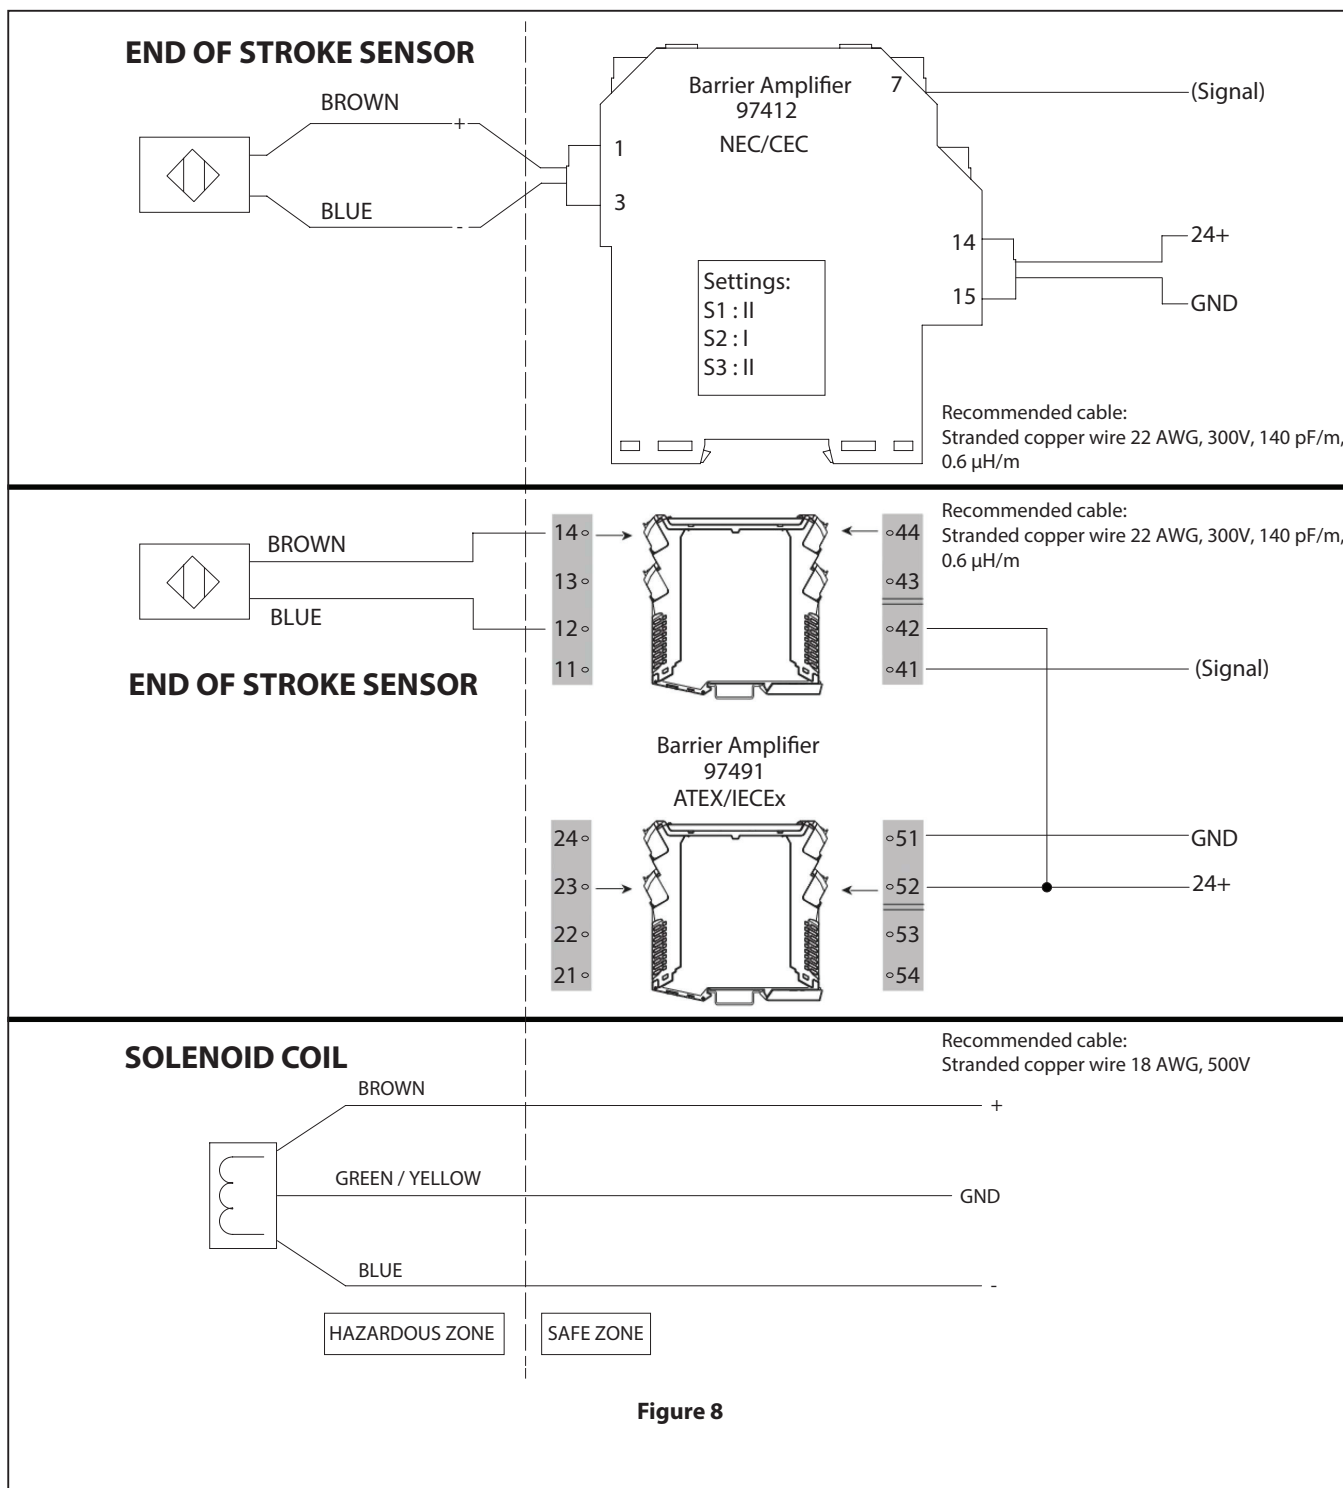 END OF STROKE SENSOR
BROWN
+
BLUE
-
Barrier Amplifier
97412
NEC/CEC
1
3
7
14
15
(Signal)
24+
GND
Settings:
S1 : II
S2 : I
S3 : II
Recommended cable:
Stranded copper wire 22 AWG, 300V, 140 pF/m,
0.6 µH/m
BROWN
BLUE
END OF STROKE SENSOR
14
13
12
11
44
43
42
41
Recommended cable:
Stranded copper wire 22 AWG, 300V, 140 pF/m,
0.6 µH/m
(Signal)
Barrier Amplifier
97491
ATEX/IECEx
24
23
22
21
51
52
53
54
GND
24+
SOLENOID COIL
Recommended cable:
Stranded copper wire 18 AWG, 500V
BROWN
+
GREEN / YELLOW
GND
BLUE
-
HAZARDOUS ZONE
SAFE ZONE
Figure 8